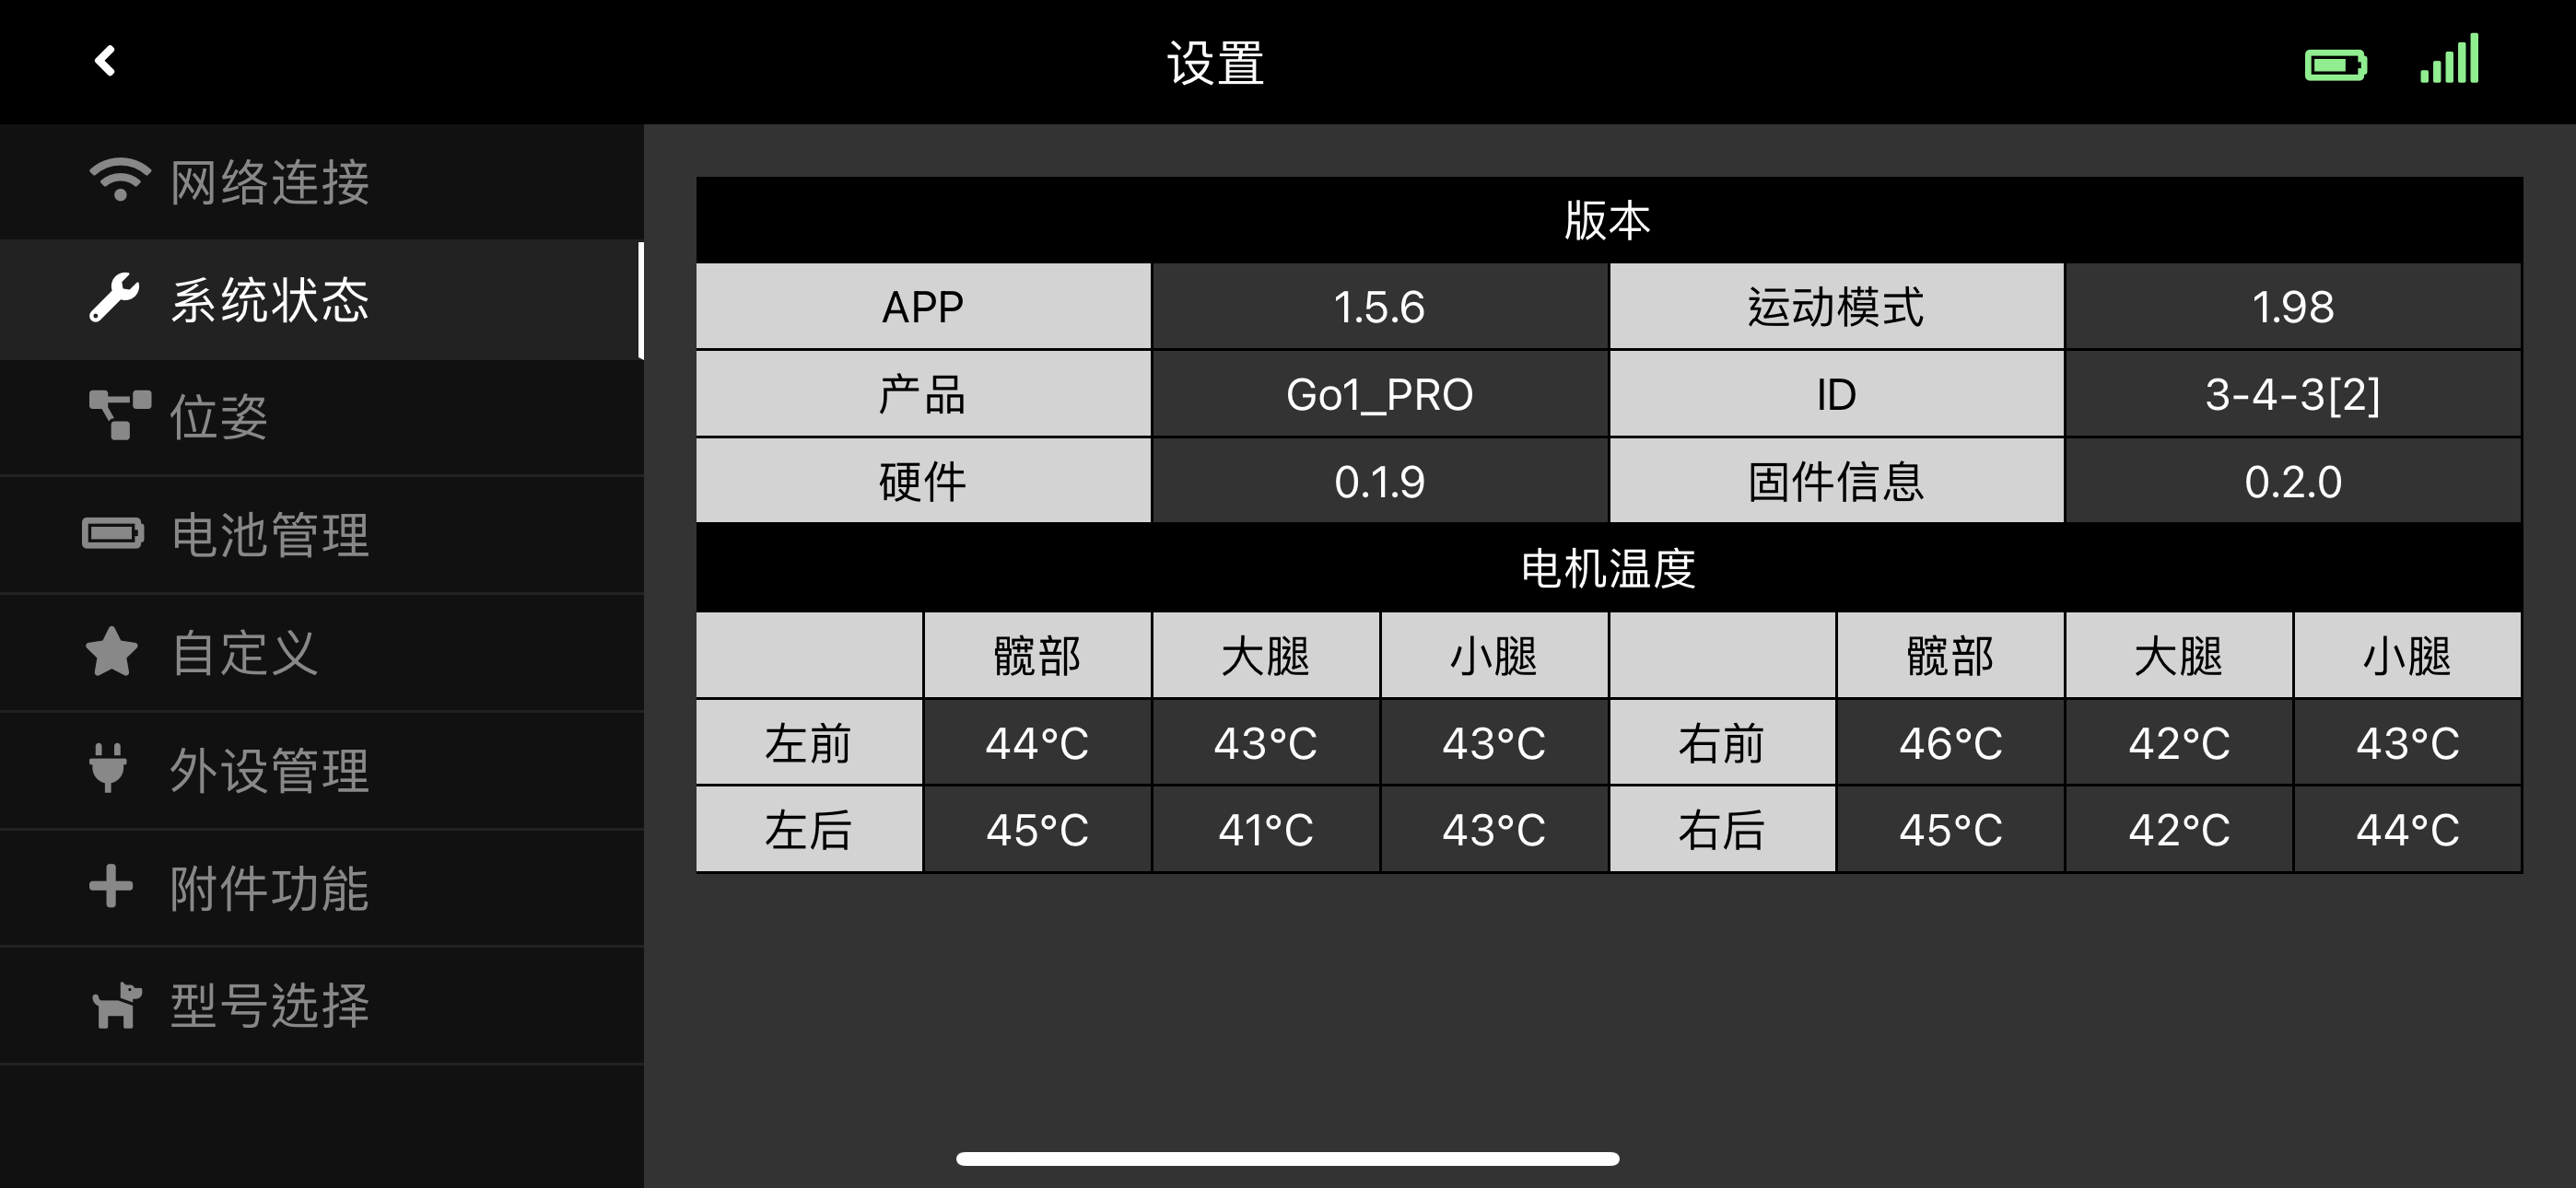 设置
网络连接
系统状态
位姿
电池管理
自定义
外设管理
附件功能
型号选择
版本
APP 1.5.6 运动模式 1.98
产品 Go1_PRO ID 3-4-3[2]
硬件 0.1.9 固件信息 0.2.0
电机温度
髋部 大腿 小腿 髋部 大腿 小腿
左前 44°C 43°C 43°C 右前 46°C 42°C 43°C
左后 45°C 41°C 43°C 右后 45°C 42°C 44°C